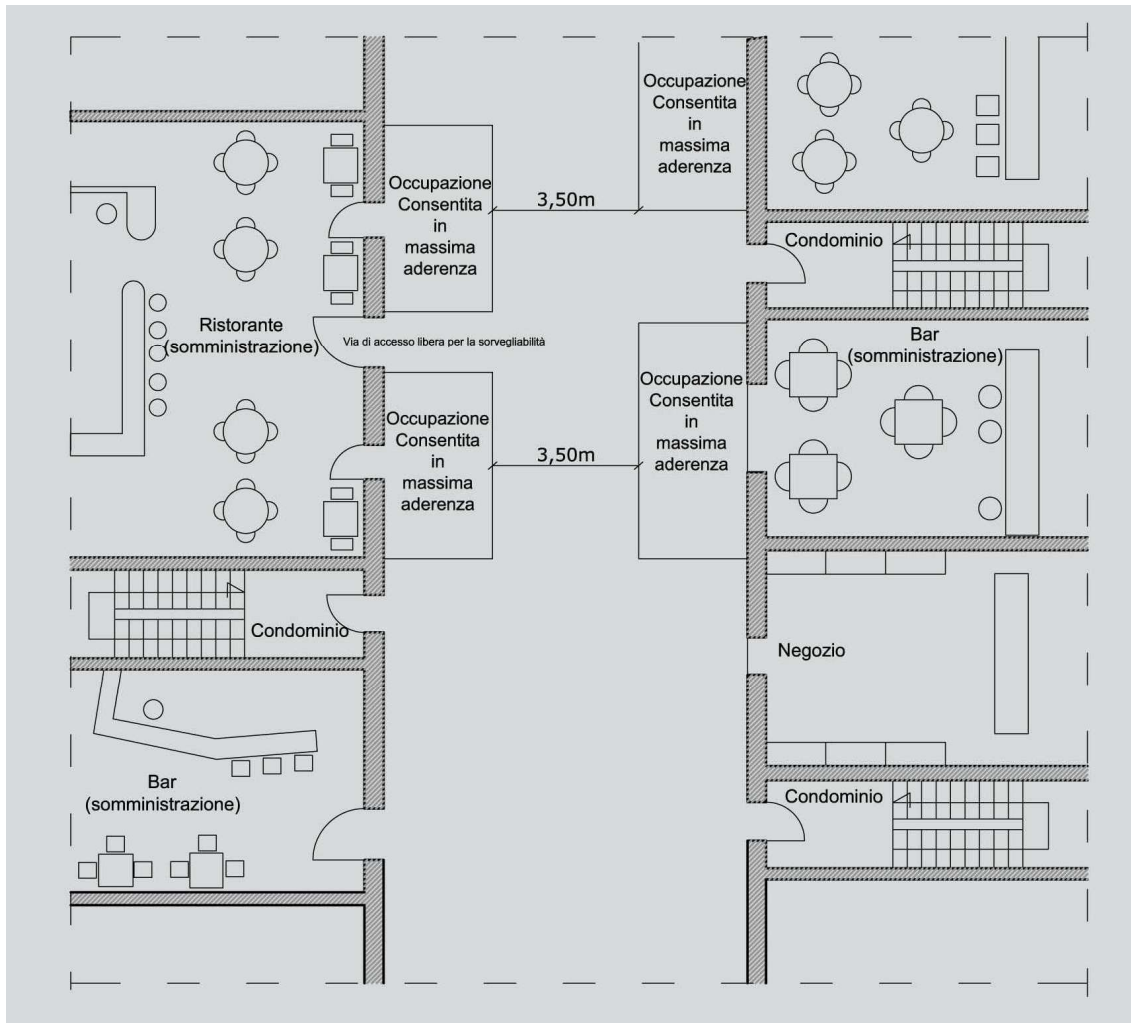 Occupazione
Consentita
in
massima
aderenza
Occupazione
Consentita
in
massima
aderenza
3,50m
Condominio
Ristorante
(somministrazione)
Via di accesso libera per la sorvegliabilità
Bar
(somministrazione)
Occupazione
Consentita
in
massima
aderenza
Occupazione
Consentita
in
massima
aderenza
3,50m
Condominio
Negozio
Bar
(somministrazione)
Condominio